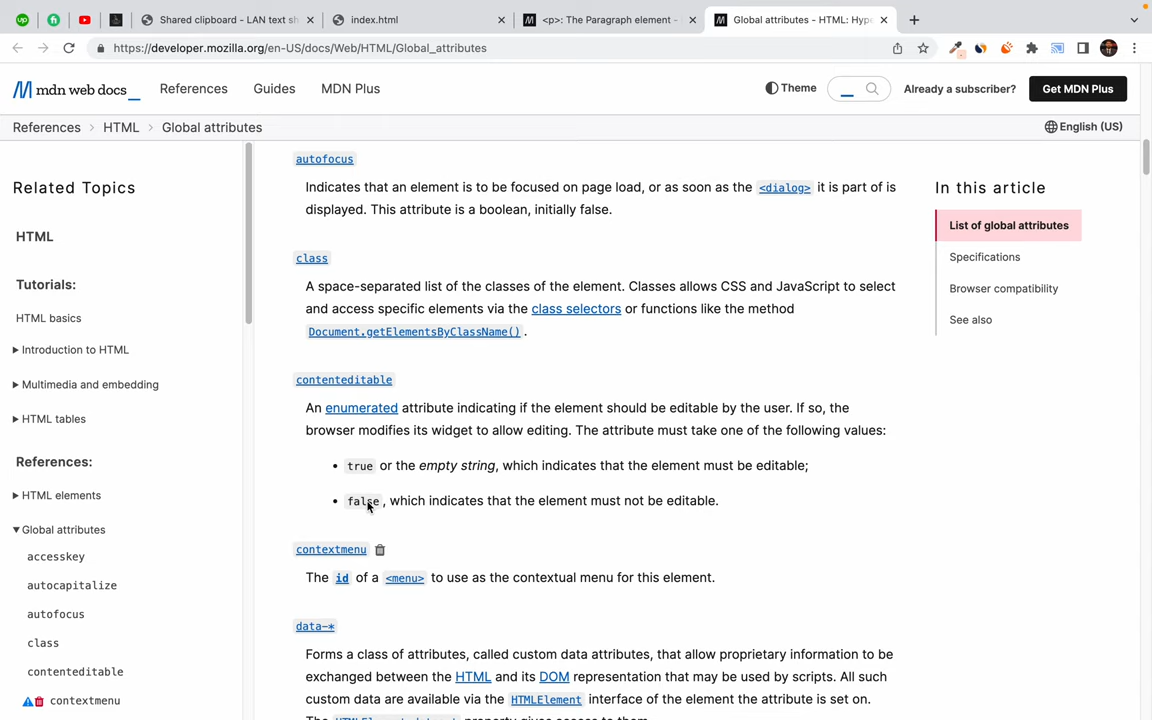 Shared clipboard - LAN text sh
index.html
<p>: The Paragraph element -
Global attributes - HTML: Hype
https://developer.mozilla.org/en-US/docs/Web/HTML/Global_attributes
mdn web docs_
References
Guides
MDN Plus
Theme
Already a subscriber?
Get MDN Plus
References > HTML > Global attributes
English (US)
Related Topics
HTML
Tutorials:
HTML basics
Introduction to HTML
Multimedia and embedding
HTML tables
References:
HTML elements
Global attributes
accesskey
autocapitalize
autofocus
class
contenteditable
contextmenu
autofocus
Indicates that an element is to be focused on page load, or as soon as the <dialog> it is part of is
displayed. This attribute is a boolean, initially false.
class
A space-separated list of the classes of the element. Classes allows CSS and JavaScript to select
and access specific elements via the class selectors or functions like the method
Document.getElementsByClassName() .
contenteditable
An enumerated attribute indicating if the element should be editable by the user. If so, the
browser modifies its widget to allow editing. The attribute must take one of the following values:
• true or the empty string, which indicates that the element must be editable;
• false , which indicates that the element must not be editable.
contextmenu
The id of a <menu> to use as the contextual menu for this element.
data-*
Forms a class of attributes, called custom data attributes, that allow proprietary information to be
exchanged between the HTML and its DOM representation that may be used by scripts. All such
custom data are available via the HTMLElement interface of the element the attribute is set on.
In this article
List of global attributes
Specifications
Browser compatibility
See also